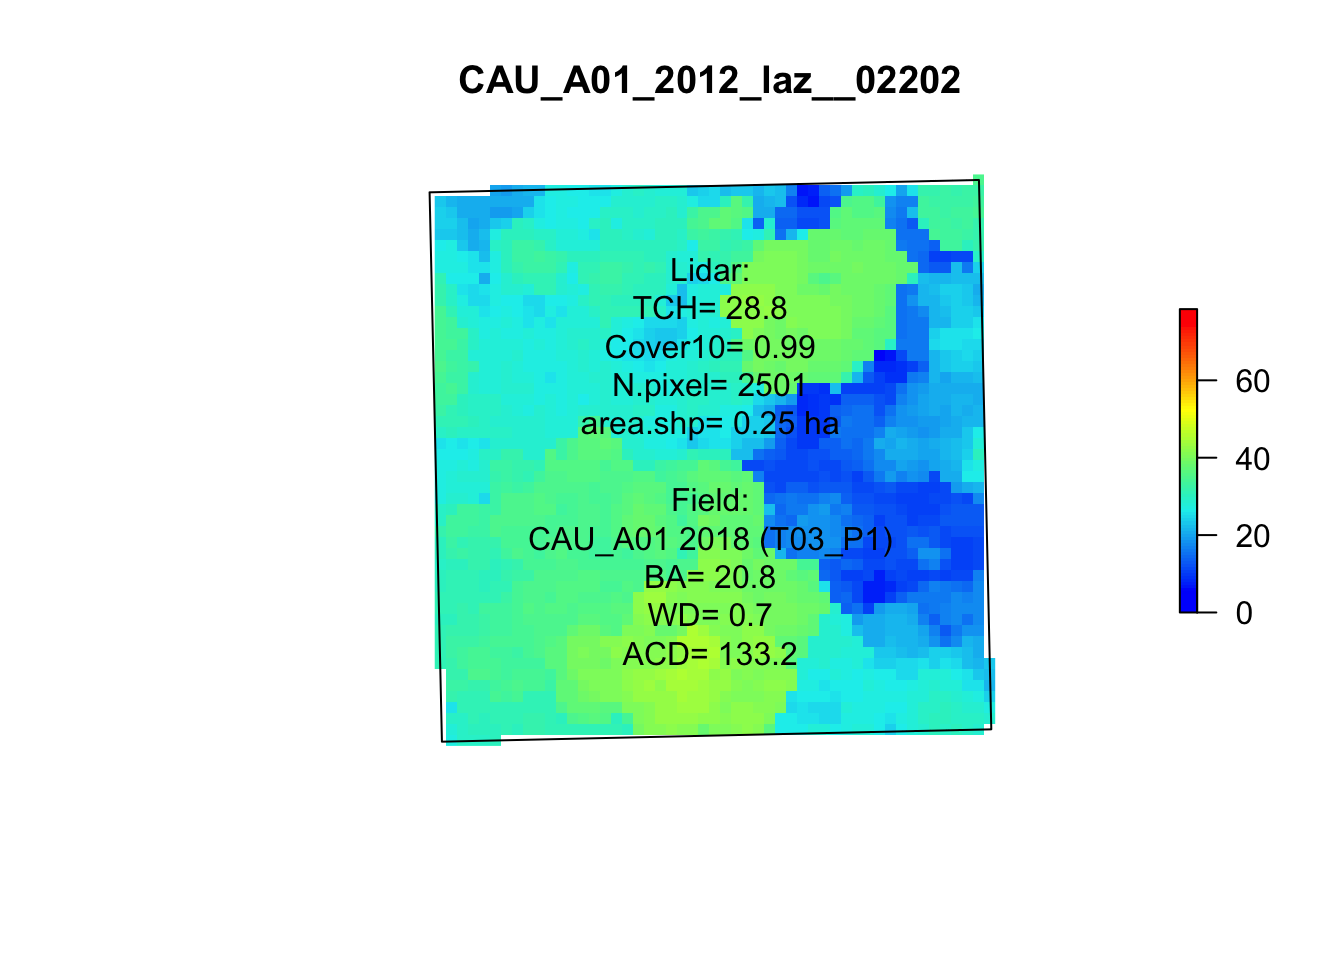 CAU_A01_2012_laz__02202
Lidar:
TCH= 28.8
Cover10= 0.99
N.pixel= 2501
area.shp= 0.25 ha
Field:
CAU_A01 2018 (T03_P1)
BA= 20.8
WD= 0.7
ACD= 133.2
60
40
20
0